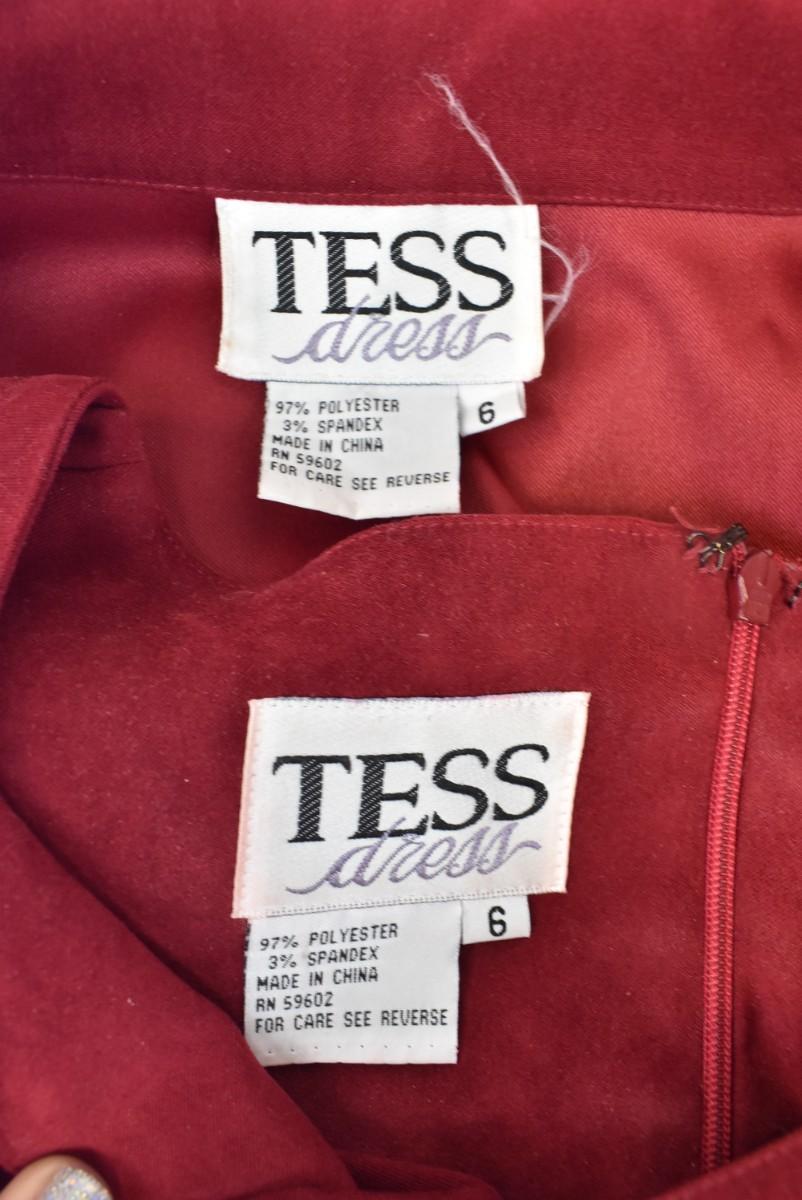 TESS
dress
97% POLYESTER
3% SPANDEX
MADE IN CHINA
RN 59602
FOR CARE SEE REVERSE
6
TESS
dress
97% POLYESTER
3% SPANDEX
MADE IN CHINA
RN 59602
FOR CARE SEE REVERSE
6